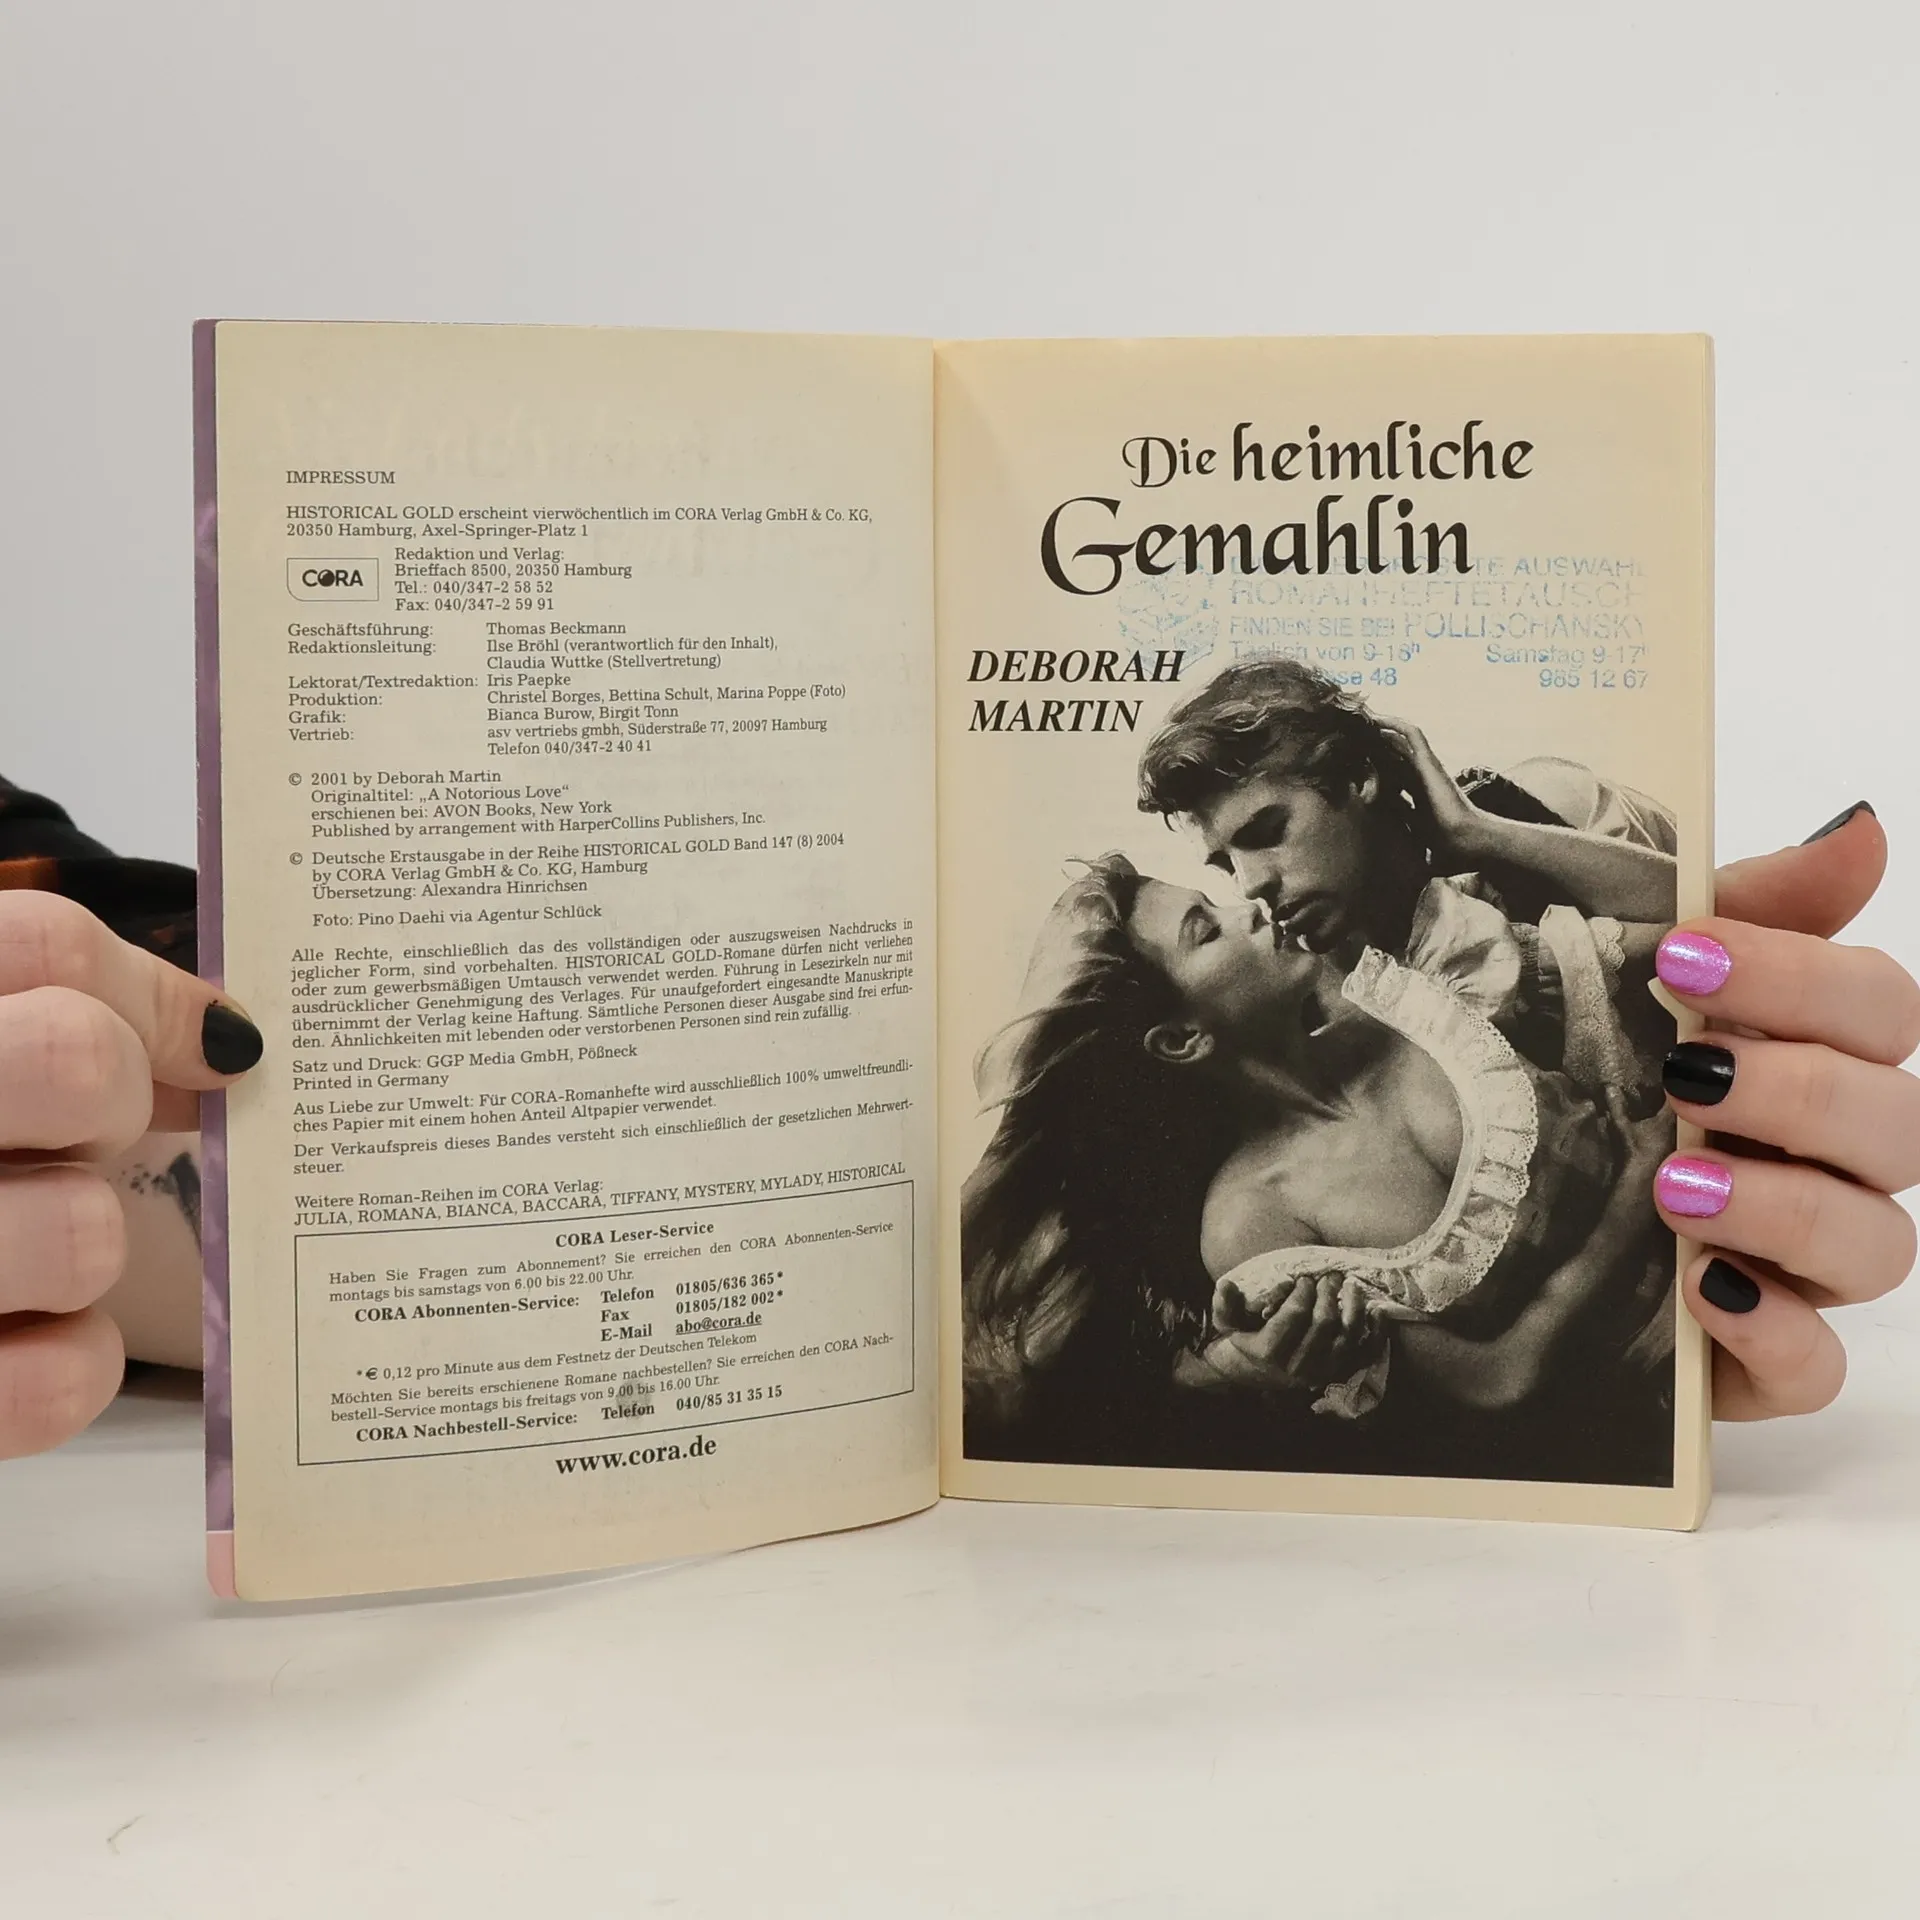 IMPRESSUM
HISTORICAL GOLD erscheint vierwöchentlich im CORA Verlag GmbH & Co. KG,
20350 Hamburg, Axel-Springer-Platz 1
CORA
Redaktion und Verlag:
Brieffach 8500, 20350 Hamburg
Tel.: 040/347-2 58 52
Fax: 040/347-2 59 91
Geschäftsführung: Thomas Beckmann
Redaktionsleitung: Ilse Bröhl (verantwortlich für den Inhalt),
Claudia Wuttke (Stellvertretung)
Lektorat/Textredaktion: Iris Paepke
Produktion: Christel Borges, Bettina Schult, Marina Poppe (Foto)
Grafik: Bianca Burow, Birgit Tonn
Vertrieb: asv vertriebs gmbh, Süderstraße 77, 20097 Hamburg
Telefon 040/347-2 40 41
© 2001 by Deborah Martin
Originaltitel: „A Notorious Love“
erschienen bei: AVON Books, New York
Published by arrangement with HarperCollins Publishers, Inc.
© Deutsche Erstausgabe in der Reihe HISTORICAL GOLD Band 147 (8) 2004
by CORA Verlag GmbH & Co. KG, Hamburg
Übersetzung: Alexandra Hinrichsen
Foto: Pino Daehi via Agentur Schlück
Alle Rechte, einschließlich das des vollständigen oder auszugsweisen Nachdrucks in
jeglicher Form, sind vorbehalten. HISTORICAL GOLD-Romane dürfen nicht verliehen
oder zum gewerbsmäßigen Umtausch verwendet werden. Führung in Lesezirkeln nur mit
ausdrücklicher Genehmigung des Verlages. Für unaufgefordert eingesandte Manuskripte
übernimmt der Verlag keine Haftung. Sämtliche Personen dieser Ausgabe sind frei erfun-
den. Ähnlichkeiten mit lebenden oder verstorbenen Personen sind rein zufällig.
Satz und Druck: GGP Media GmbH, Pößneck
Printed in Germany
Aus Liebe zur Umwelt: Für CORA-Romanhefte wird ausschließlich 100% umweltfreundli-
ches Papier mit einem hohen Anteil Altpapier verwendet.
Der Verkaufspreis dieses Bandes versteht sich einschließlich der gesetzlichen Mehrwert-
steuer.
Weitere Roman-Reihen im CORA Verlag:
JULIA, ROMANA, BIANCA, BACCARA, TIFFANY, MYSTERY, MYLADY, HISTORICAL
CORA Leser-Service
Haben Sie Fragen zum Abonnement? Sie erreichen den CORA Abonnenten-Service
montags bis samstags von 6.00 bis 22.00 Uhr.
CORA Abonnenten-Service: Telefon 01805/636 365*
Fax 01805/182 002*
E-Mail abo@cora.de
*€ 0,12 pro Minute aus dem Festnetz der Deutschen Telekom
Möchten Sie bereits erschienene Romane nachbestellen? Sie erreichen den CORA Nach-
bestell-Service montags bis freitags von 9.00 bis 16.00 Uhr.
CORA Nachbestell-Service: Telefon 040/85 31 35 15
www.cora.de
Die heimliche
Gemahlin
AUSWAHL
ROMANHEFTETAUSCH
FINDEN SIE BEI POLLISCHANSKY
Täglich von 9-18h Samstag 9-17h
48 985 12 67
DEBORAH
MARTIN